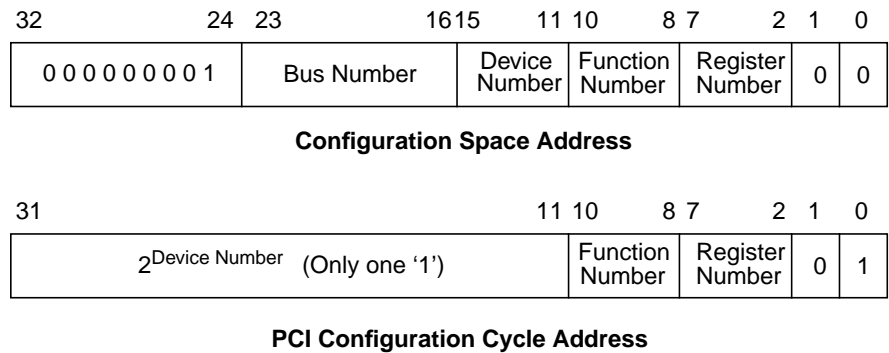 32 24 23 1615 11 10 8 7 2 1 0
0 0 0 0 0 0 0 0 1 Bus Number Device Number Function Number Register Number 0 0
Configuration Space Address
31 11 10 8 7 2 1 0
2Device Number (Only one ‘1’) Function Number Register Number 0 1
PCI Configuration Cycle Address